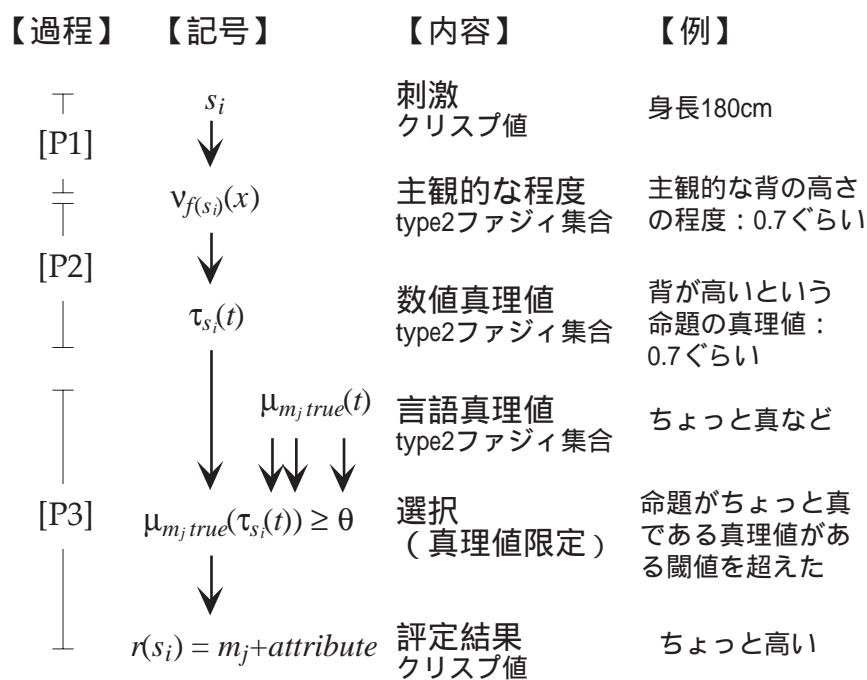 【過程】 【記号】 【内容】 【例】
[P1]
s_i
刺激
クリスプ値
身長180cm
ν_{f(s_i)}(x)
主観的な程度
type2ファジィ集合
主観的な背の高さ
の程度：0.7ぐらい
[P2]
τ_{s_i}(t)
数値真理値
type2ファジィ集合
背が高いという
命題の真理値：
0.7ぐらい
μ_{m_j true}(t)
言語真理値
type2ファジィ集合
ちょっと真など
[P3]
μ_{m_j true}(τ_{s_i}(t)) ≥ θ
選択
（真理値限定）
命題がちょっと真
である真理値があ
る閾値を超えた
r(s_i) = m_j+attribute
評定結果
クリスプ値
ちょっと高い